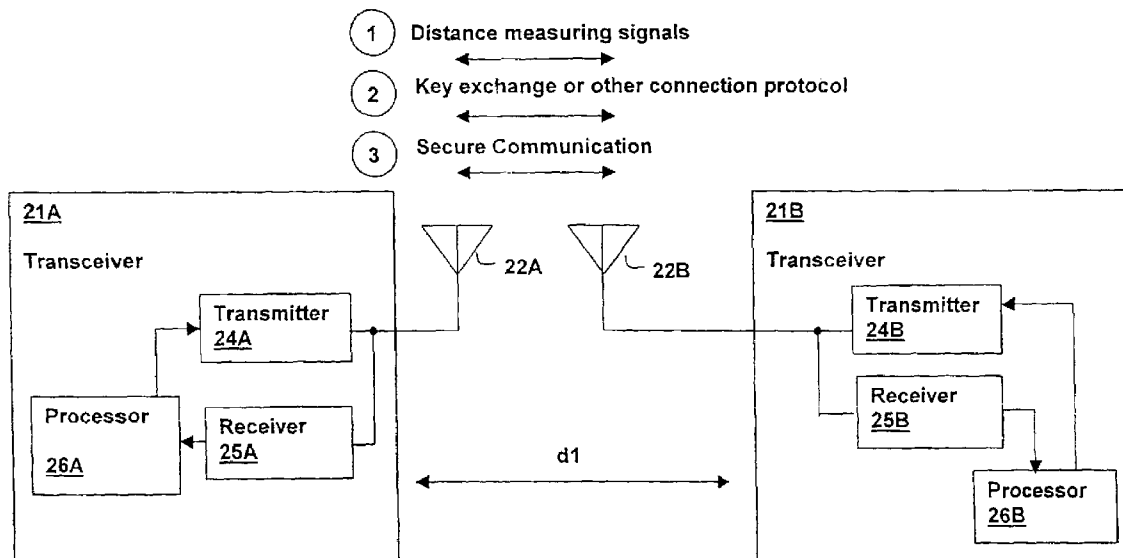 1 Distance measuring signals
2 Key exchange or other connection protocol
3 Secure Communication
21A
Transceiver
22A
22B
21B
Transceiver
Transmitter
24A
Processor
26A
Receiver
25A
d1
Transmitter
24B
Receiver
25B
Processor
26B